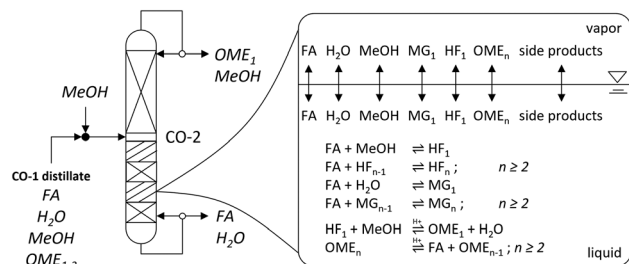 OME₁
MeOH
MeOH
CO-2
CO-1 distillate
FA
H₂O
MeOH
FA
H₂O
vapor
FA H₂O MeOH MG₁ HF₁ OMEₙ side products
FA H₂O MeOH MG₁ HF₁ OMEₙ side products
FA + MeOH ⇌ HF₁
FA + HFₙ₋₁ ⇌ HFₙ ; n ≥ 2
FA + H₂O ⇌ MG₁
FA + MGₙ₋₁ ⇌ MGₙ ; n ≥ 2
HF₁ + MeOH H+ ⇌ OME₁ + H₂O
OMEₙ H+ ⇌ FA + OMEₙ₋₁ ; n ≥ 2
liquid